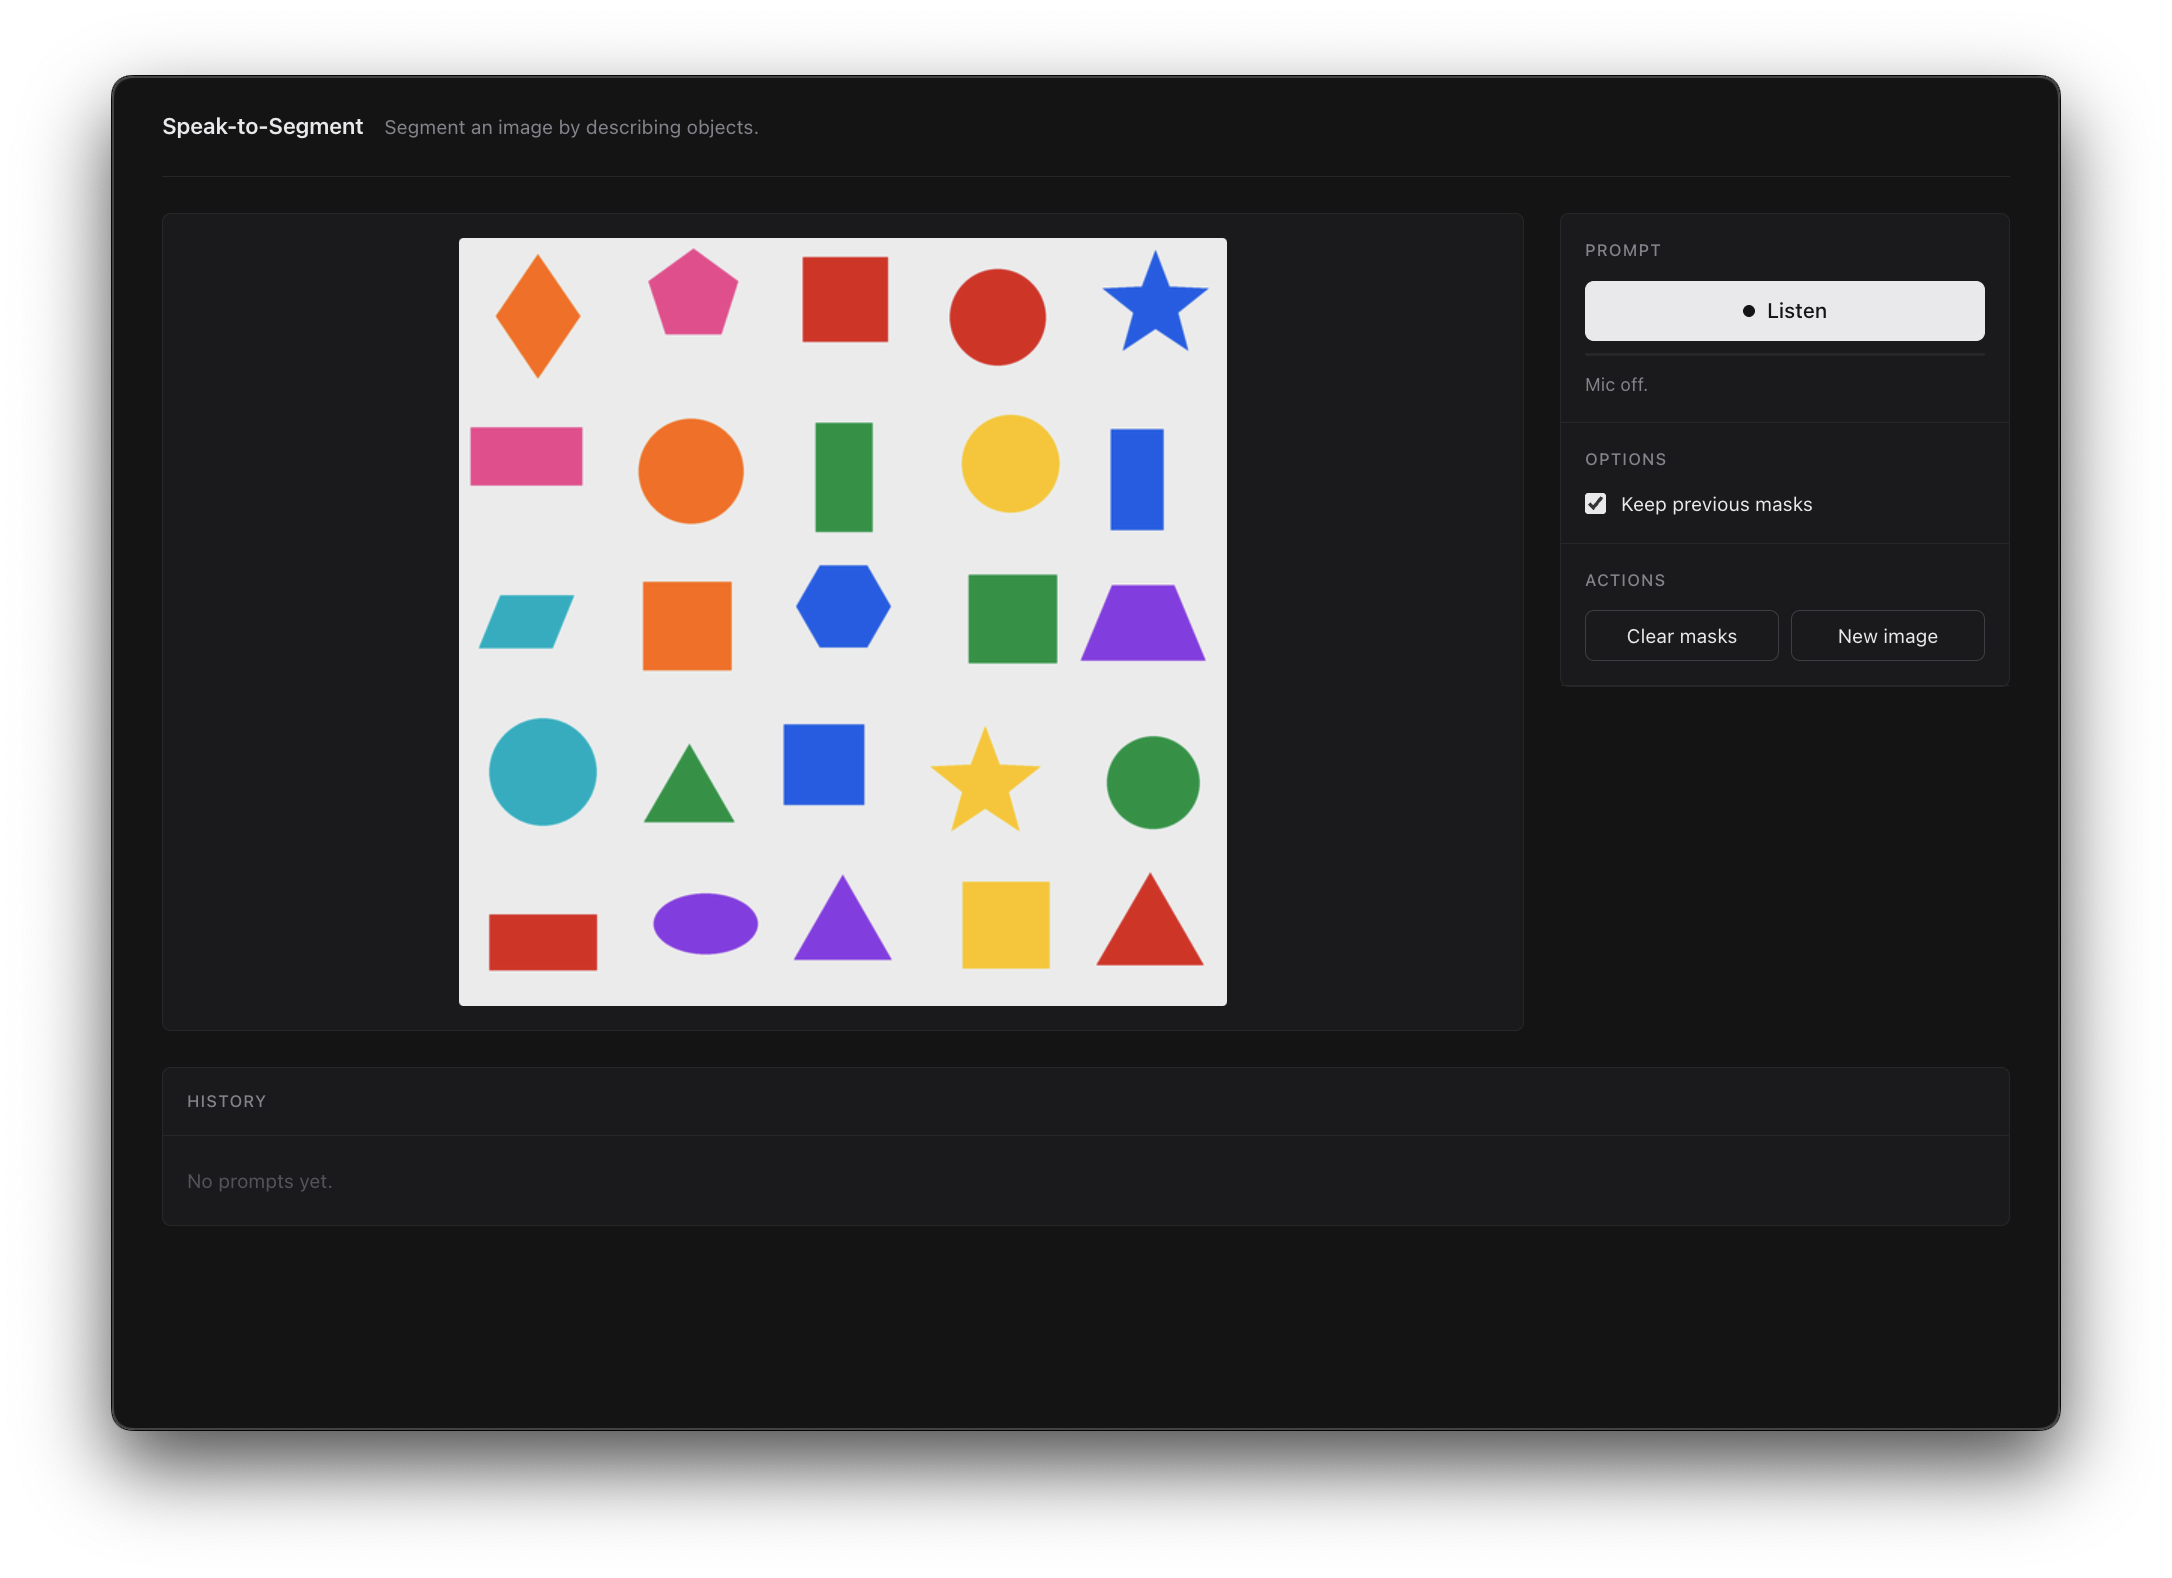 Speak-to-Segment Segment an image by describing objects.
PROMPT
Listen
Mic off.
OPTIONS
Keep previous masks
ACTIONS
Clear masks New image
HISTORY
No prompts yet.